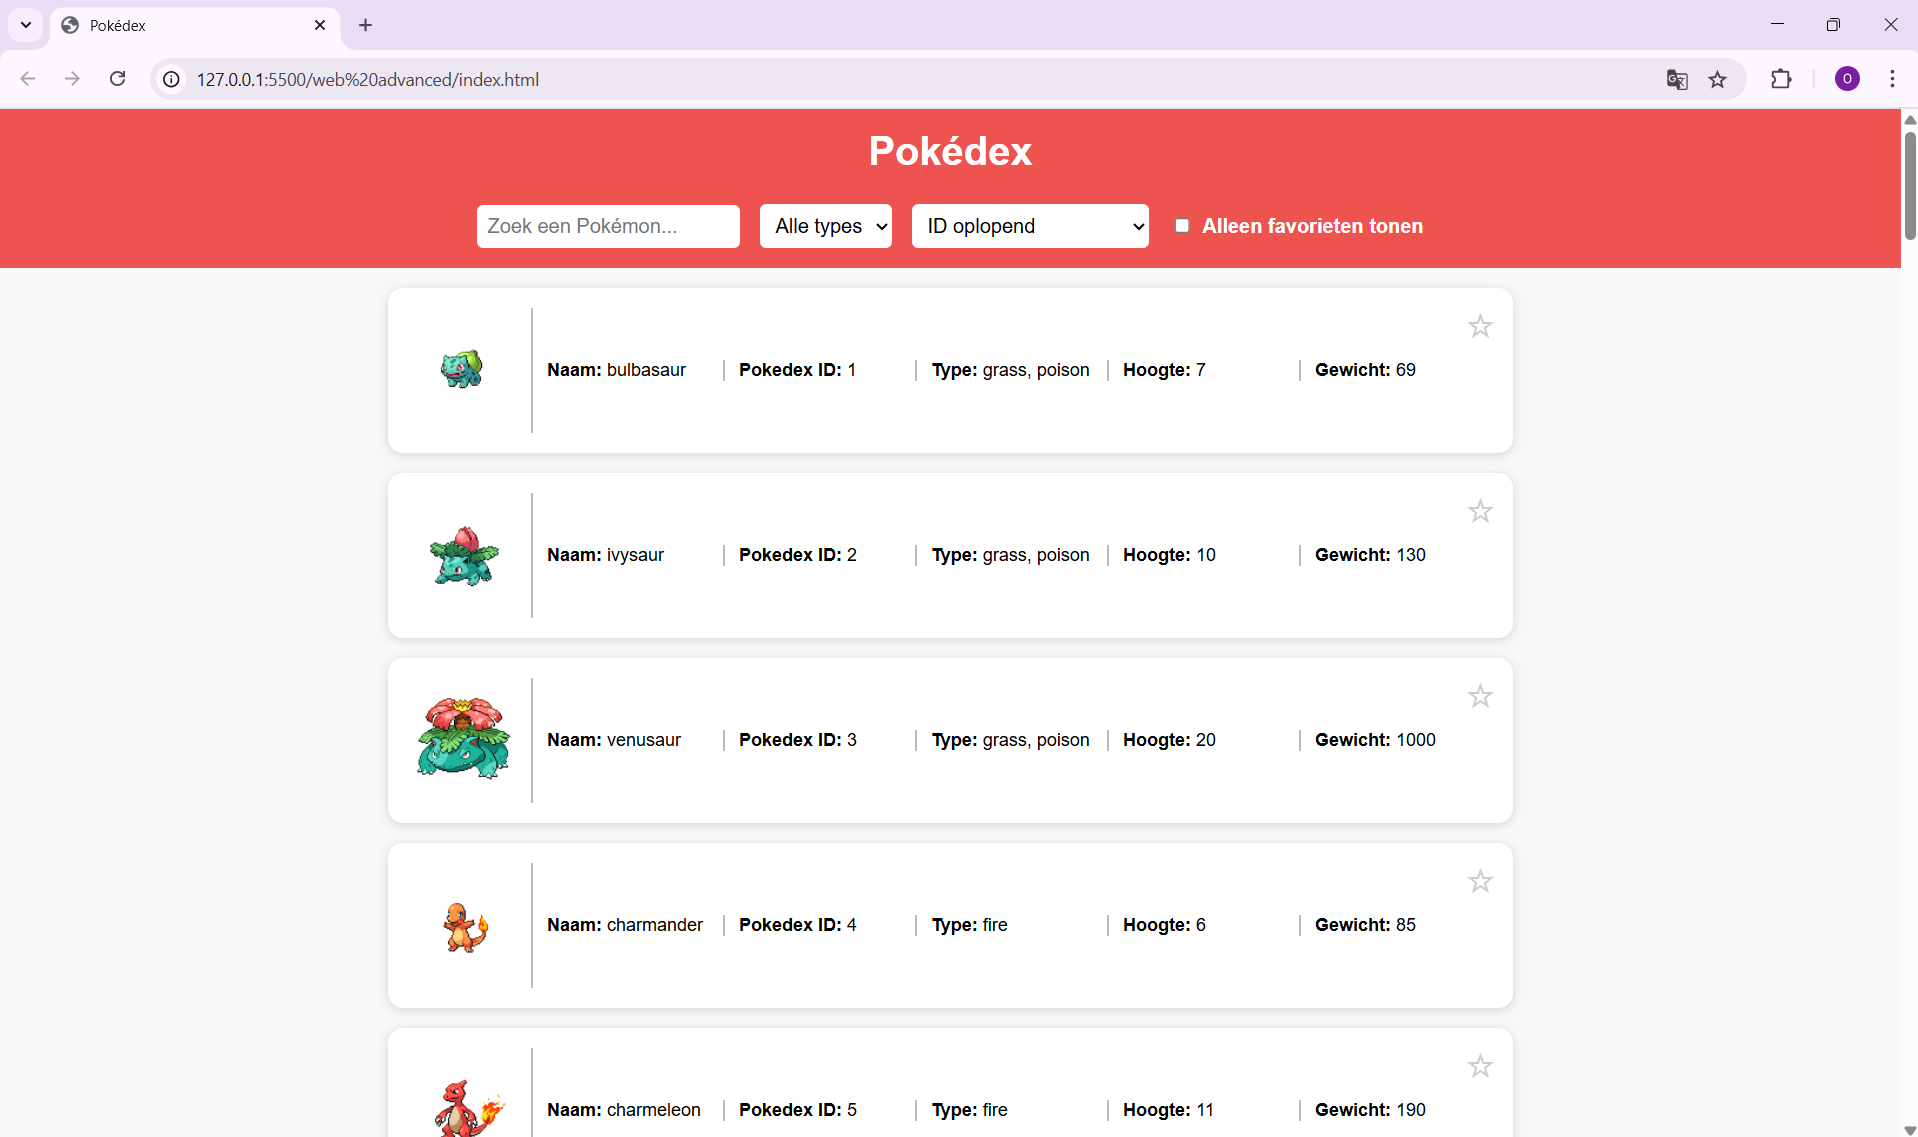 Pokédex
127.0.0.1:5500/web%20advanced/index.html
O
Pokédex
Zoek een Pokémon... Alle types ID oplopend Alleen favorieten tonen
Naam: bulbasaur Pokedex ID: 1 Type: grass, poison Hoogte: 7 Gewicht: 69
Naam: ivysaur Pokedex ID: 2 Type: grass, poison Hoogte: 10 Gewicht: 130
Naam: venusaur Pokedex ID: 3 Type: grass, poison Hoogte: 20 Gewicht: 1000
Naam: charmander Pokedex ID: 4 Type: fire Hoogte: 6 Gewicht: 85
Naam: charmeleon Pokedex ID: 5 Type: fire Hoogte: 11 Gewicht: 190